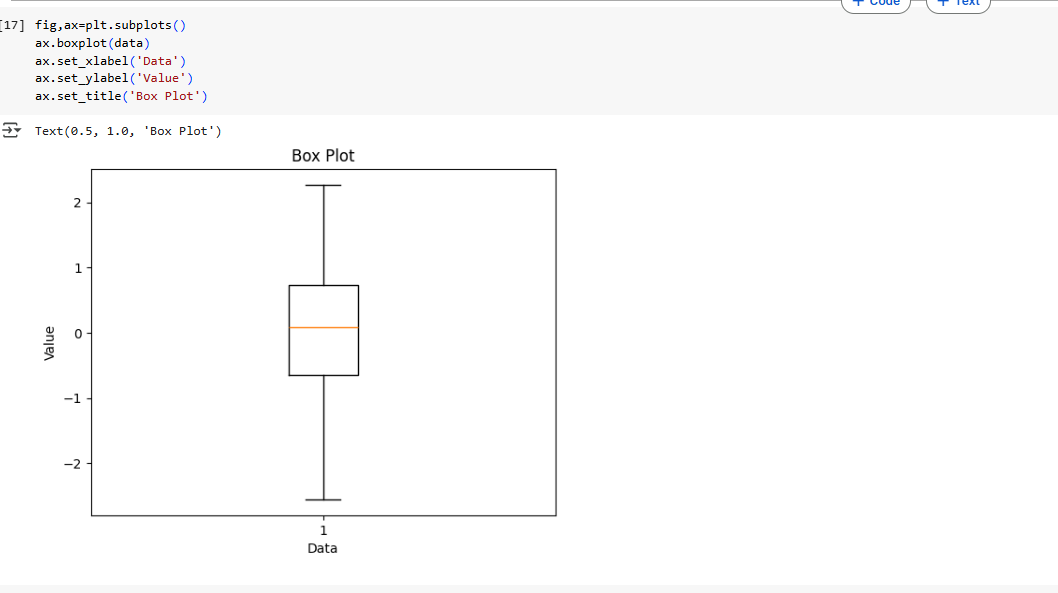 + Code + Text
[17] fig,ax=plt.subplots()
ax.boxplot(data)
ax.set_xlabel('Data')
ax.set_ylabel('Value')
ax.set_title('Box Plot')
Text(0.5, 1.0, 'Box Plot')
Box Plot
2
1
0
−1
−2
Value
1
Data